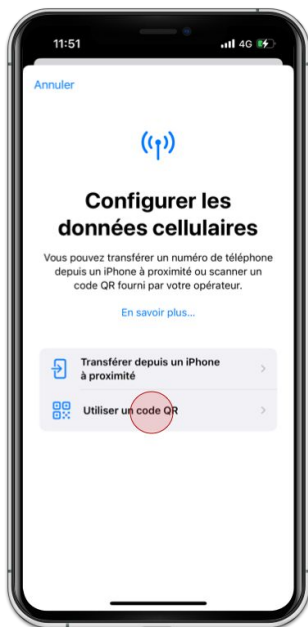 11:51
4G
Annuler
Configurer les
données cellulaires
Vous pouvez transférer un numéro de téléphone
depuis un iPhone à proximité ou scanner un
code QR fourni par votre opérateur.
En savoir plus...
Transférer depuis un iPhone
à proximité
Utiliser un code QR